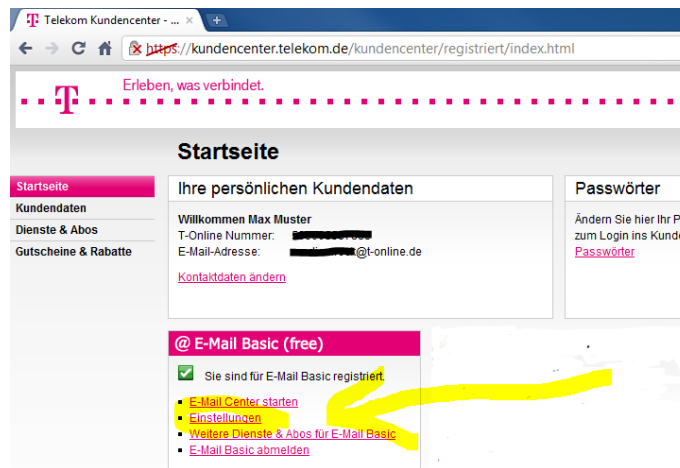 Telekom Kundencenter - ...
https://kundencenter.telekom.de/kundencenter/registriert/index.html
T
Erleben, was verbindet.
Startseite
Startseite
Kundendaten
Dienste & Abos
Gutscheine & Rabatte
Ihre persönlichen Kundendaten
Willkommen Max Muster
T-Online Nummer:
E-Mail-Adresse: @t-online.de
Kontaktdaten ändern
Passwörter
Ändern Sie hier Ihr P
zum Login ins Kunde
Passwörter
@ E-Mail Basic (free)
Sie sind für E-Mail Basic registriert.
E-Mail Center starten
Einstellungen
Weitere Dienste & Abos für E-Mail Basic
E-Mail Basic abmelden